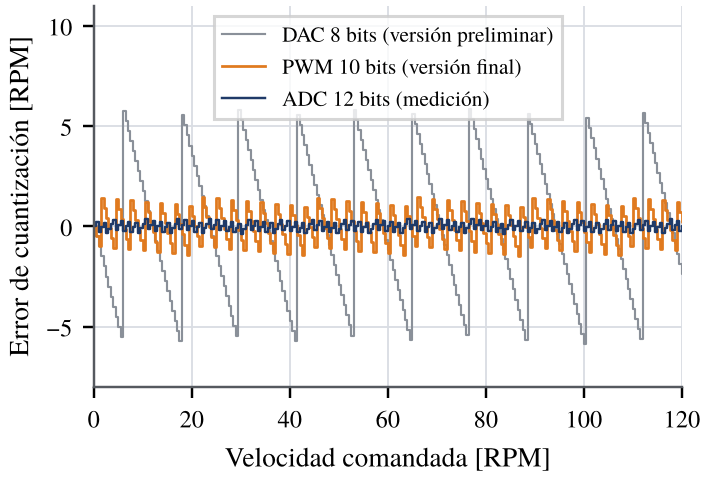 DAC 8 bits (versión preliminar)
PWM 10 bits (versión final)
ADC 12 bits (medición)
Error de cuantización [RPM]
10
5
0
−5
0 20 40 60 80 100 120
Velocidad comandada [RPM]